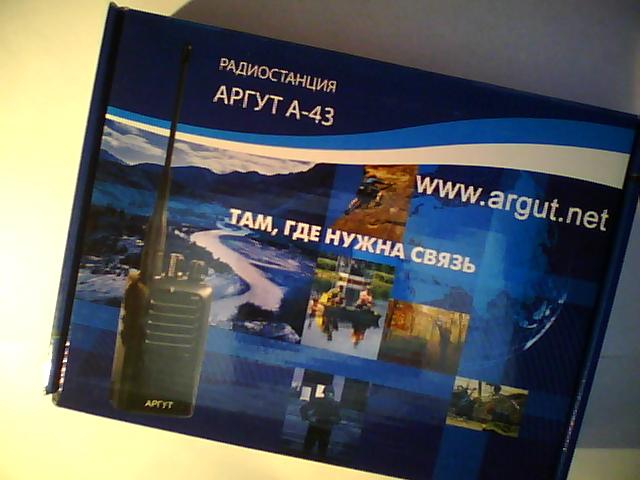 РАДИОСТАНЦИЯ
АРГУТ А-43
www.argut.net
ТАМ, ГДЕ НУЖНА СВЯЗЬ
АРГУТ